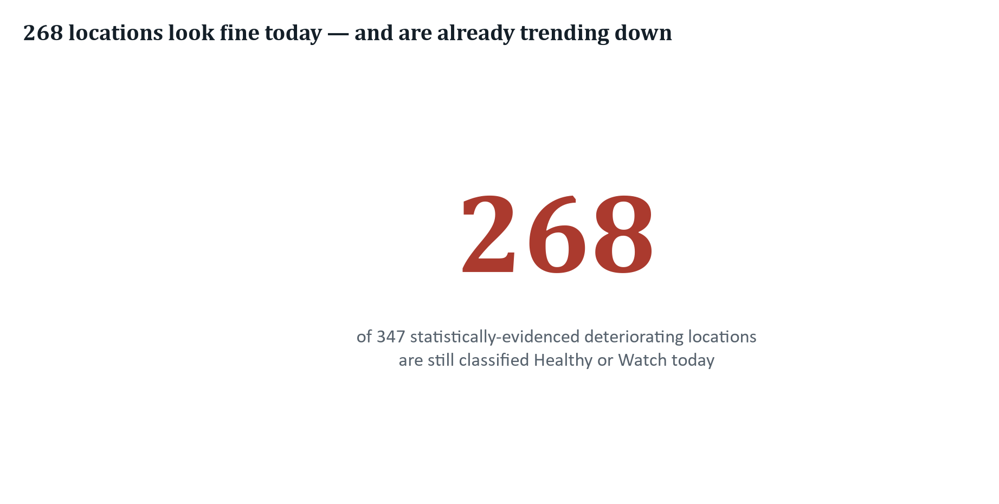 268 locations look fine today — and are already trending down
268
of 347 statistically-evidenced deteriorating locations
are still classified Healthy or Watch today